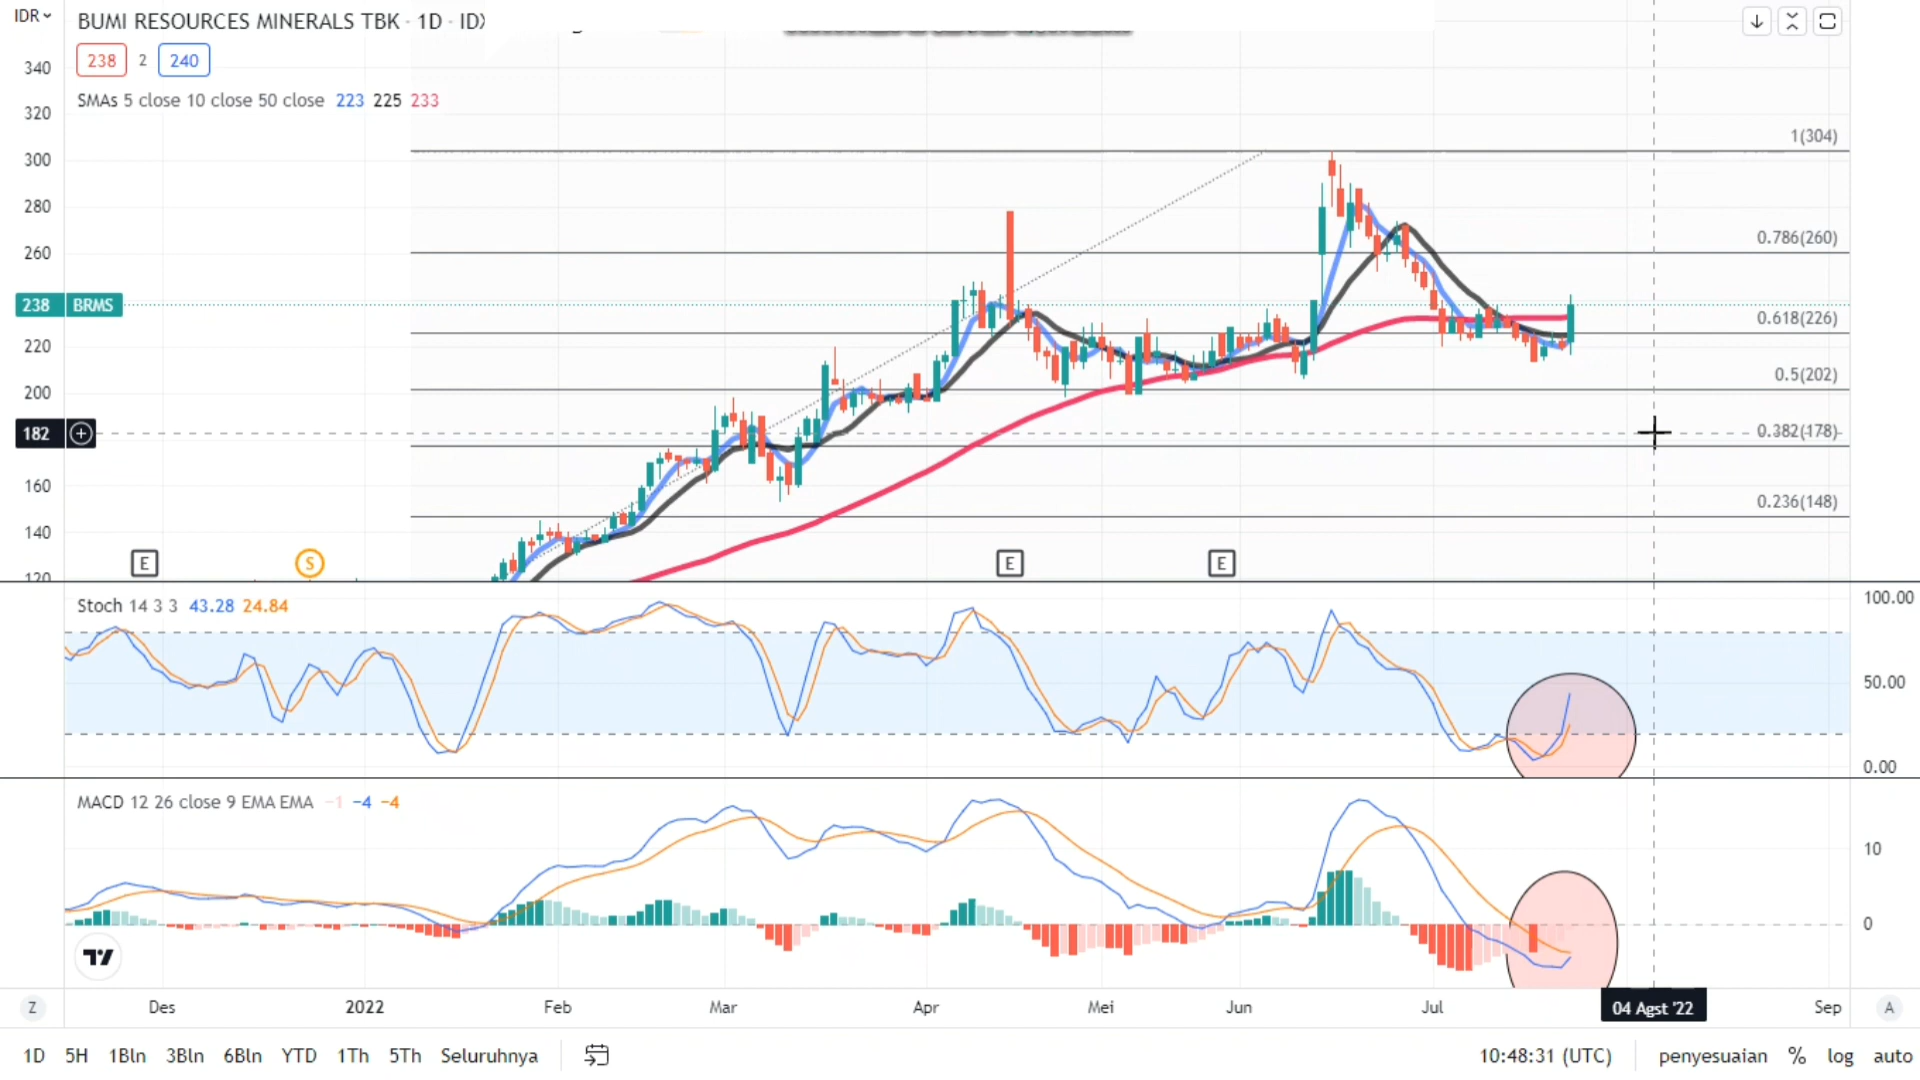 IDR
BUMI RESOURCES MINERALS TBK · 1D · IDX
238 2 240
SMAs 5 close 10 close 50 close 223 225 233
340
320
300
280
260
238 BRMS
220
200
182
160
140
120
1(304)
0.786(260)
0.618(226)
0.5(202)
0.382(178)
0.236(148)
E S E E
Stoch 14 3 3 43.28 24.84
100.00
50.00
0.00
MACD 12 26 close 9 EMA EMA −1 −4 −4
10
0
Z Des 2022 Feb Mar Apr Mei Jun Jul 04 Agst '22 Sep A
1D 5H 1Bln 3Bln 6Bln YTD 1Th 5Th Seluruhnya 10:48:31 (UTC) penyesuaian % log auto